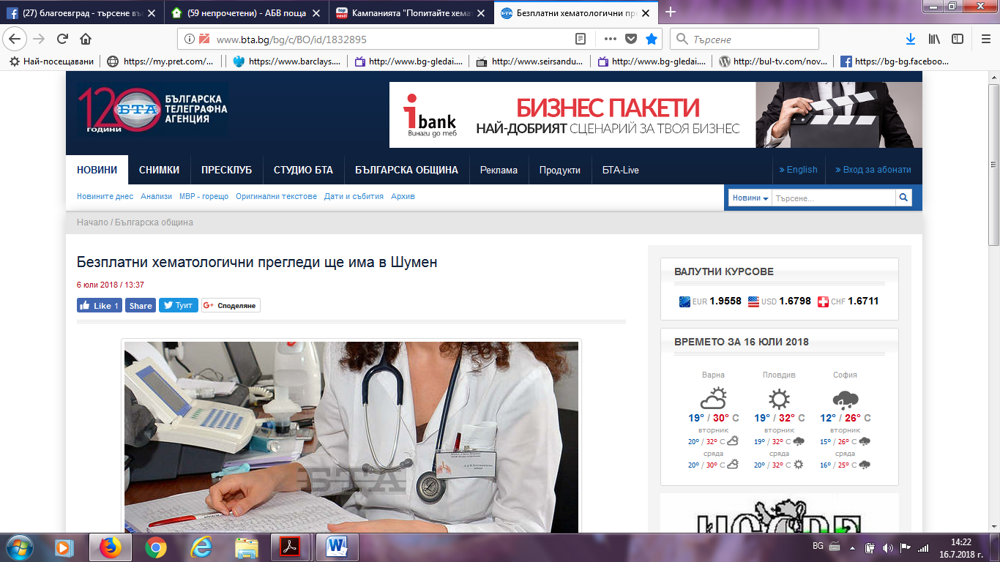 (27) благоевград - търсене въ
(59 непрочетени) - АБВ поща
top vesti
Кампанията "Попитайте хемат
Безплатни хематологични пре
www.bta.bg/bg/c/BO/id/1832895
Търсене
Най-посещавани
https://my.pret.com/...
https://www.barclays....
http://www.bg-gledai....
http://www.seirsandu...
http://www.bg-gledai....
http://bul-tv.com/nov...
https://bg-bg.faceboo...
120 ГОДИНИ БТА
БЪЛГАРСКА
ТЕЛЕГРАФНА
АГЕНЦИЯ
ibank
Винаги до теб
БИЗНЕС ПАКЕТИ
НАЙ-ДОБРИЯТ СЦЕНАРИЙ ЗА ТВОЯ БИЗНЕС
НОВИНИ СНИМКИ ПРЕСКЛУБ СТУДИО БТА БЪЛГАРСКА ОБЩИНА Реклама Продукти БТА-Live » English » Вход за абонати
Новините днес Анализи МВР - горещо Оригинални текстове Дати и събития Архив
Новини Търсене...
Начало / Българска община
Безплатни хематологични прегледи ще има в Шумен
6 юли 2018 / 13:37
Like 1 Share Туит G+ Споделяне
БТА
ВАЛУТНИ КУРСОВЕ
EUR 1.9558 USD 1.6798 CHF 1.6711
ВРЕМЕТО ЗА 16 ЮЛИ 2018
Варна Пловдив София
19° / 30° C 19° / 32° C 12° / 26° C
вторник вторник вторник
20° / 32° C 19° / 32° C 15° / 26° C
сряда сряда сряда
20° / 30° C 20° / 32° C 16° / 25° C
BG
14:22
16.7.2018 г.